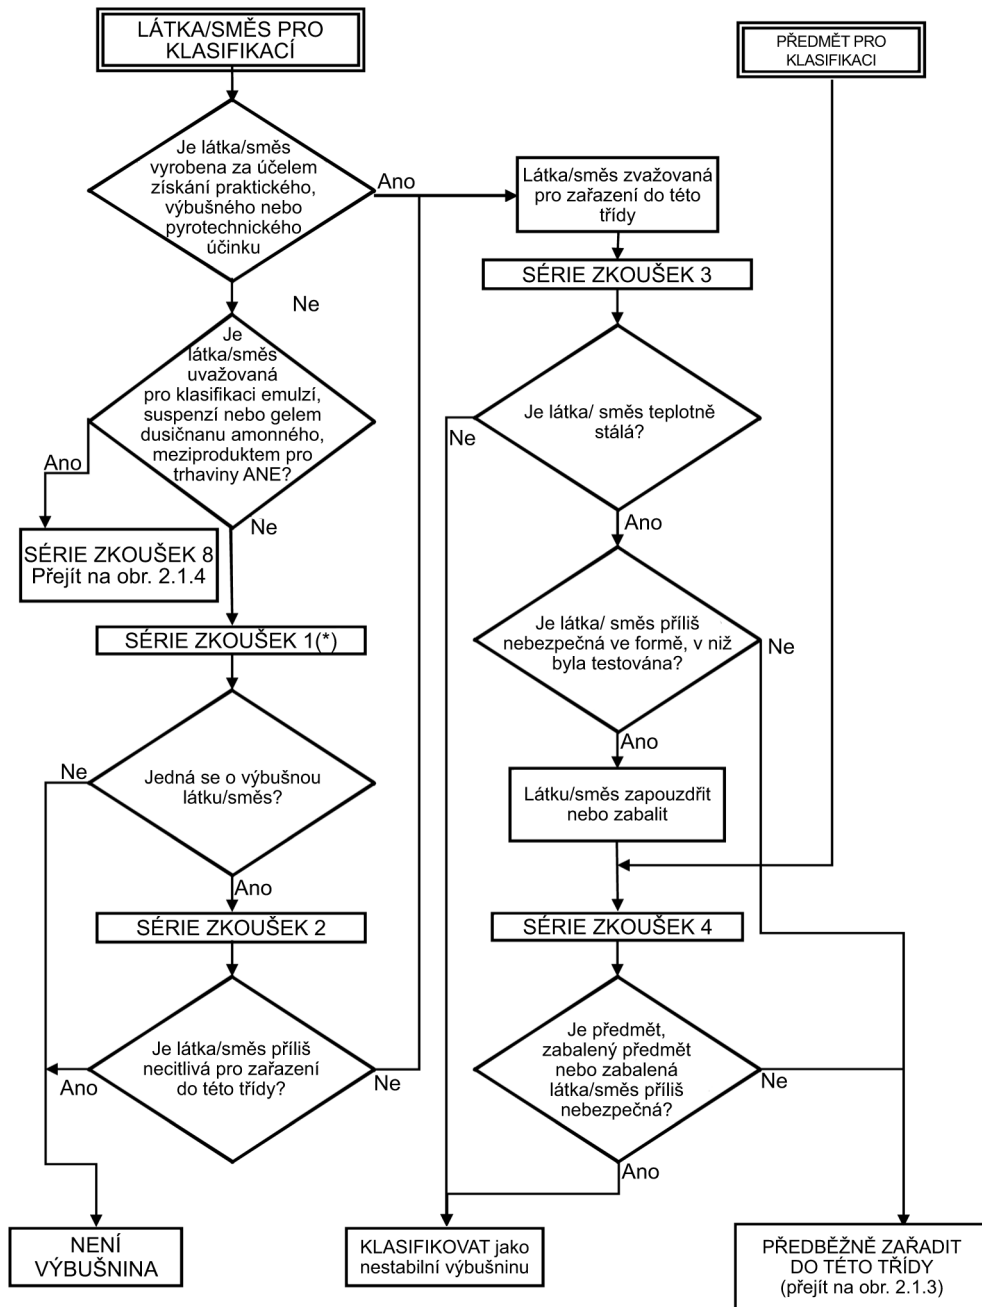 LÁTKA/SMĚS PRO
KLASIFIKACÍ
PŘEDMĚT PRO
KLASIFIKACI
Je látka/směs
vyrobena za účelem
získání praktického,
výbušného nebo
pyrotechnického
účinku
Ano
Látka/směs zvažovaná
pro zařazení do této
třídy
SÉRIE ZKOUŠEK 3
Ne
Je
látka/směs
uvažovaná
pro klasifikaci emulzí,
suspenzí nebo gelem
dusičnanu amonného,
meziproduktem pro
trhaviny ANE?
Ano
Ne
SÉRIE ZKOUŠEK 8
Přejít na obr. 2.1.4
Je látka/ směs teplotně
stálá?
Ne
Ano
SÉRIE ZKOUŠEK 1(*)
Je látka/ směs příliš
nebezpečná ve formě, v niž
byla testována?
Ne
Ano
Jedná se o výbušnou
látku/směs?
Ne
Ano
Látku/směs zapouzdřit
nebo zabalit
SÉRIE ZKOUŠEK 2
SÉRIE ZKOUŠEK 4
Je látka/směs příliš
necitlivá pro zařazení
do této třídy?
Ano
Ne
Je předmět,
zabalený předmět
nebo zabalená
látka/směs příliš
nebezpečná?
Ne
Ano
NENÍ
VÝBUŠNINA
KLASIFIKOVAT jako
nestabilní výbušninu
PŘEDBĚŽNĚ ZAŘADIT
DO TÉTO TŘÍDY
(přejít na obr. 2.1.3)